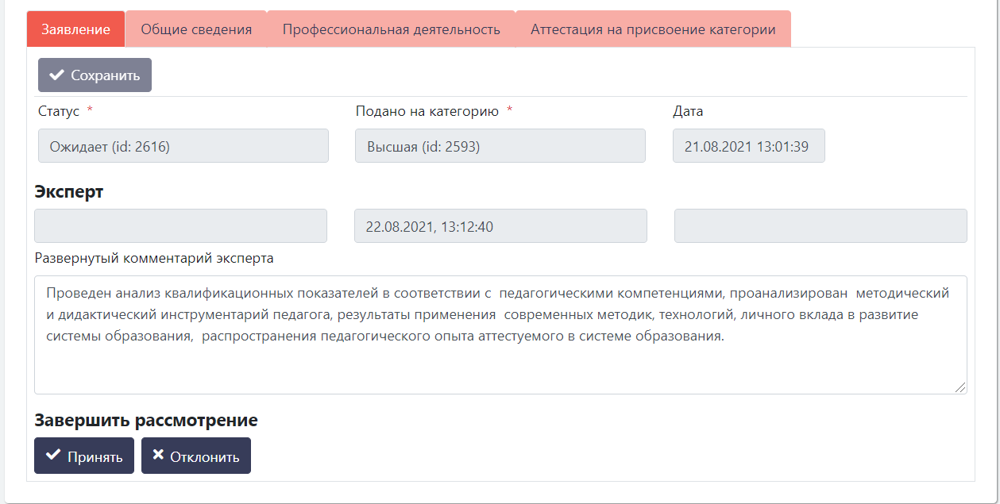 Заявление Общие сведения Профессиональная деятельность Аттестация на присвоение категории
Сохранить
Статус * Подано на категорию * Дата
Ожидает (id: 2616) Высшая (id: 2593) 21.08.2021 13:01:39
Эксперт
22.08.2021, 13:12:40
Развернутый комментарий эксперта
Проведен анализ квалификационных показателей в соответствии с педагогическими компетенциями, проанализирован методический
и дидактический инструментарий педагога, результаты применения современных методик, технологий, личного вклада в развитие
системы образования, распространения педагогического опыта аттестуемого в системе образования.
Завершить рассмотрение
Принять Отклонить